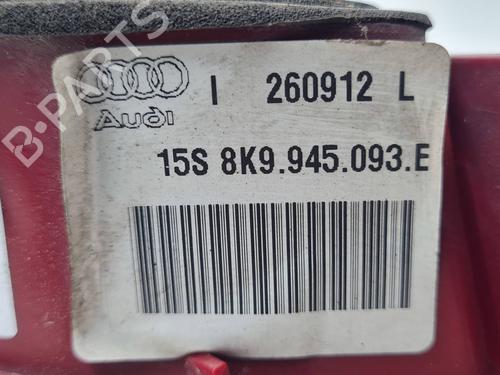 I 260912 L
Audi
15S 8K9.945.093.E
B-PARTS